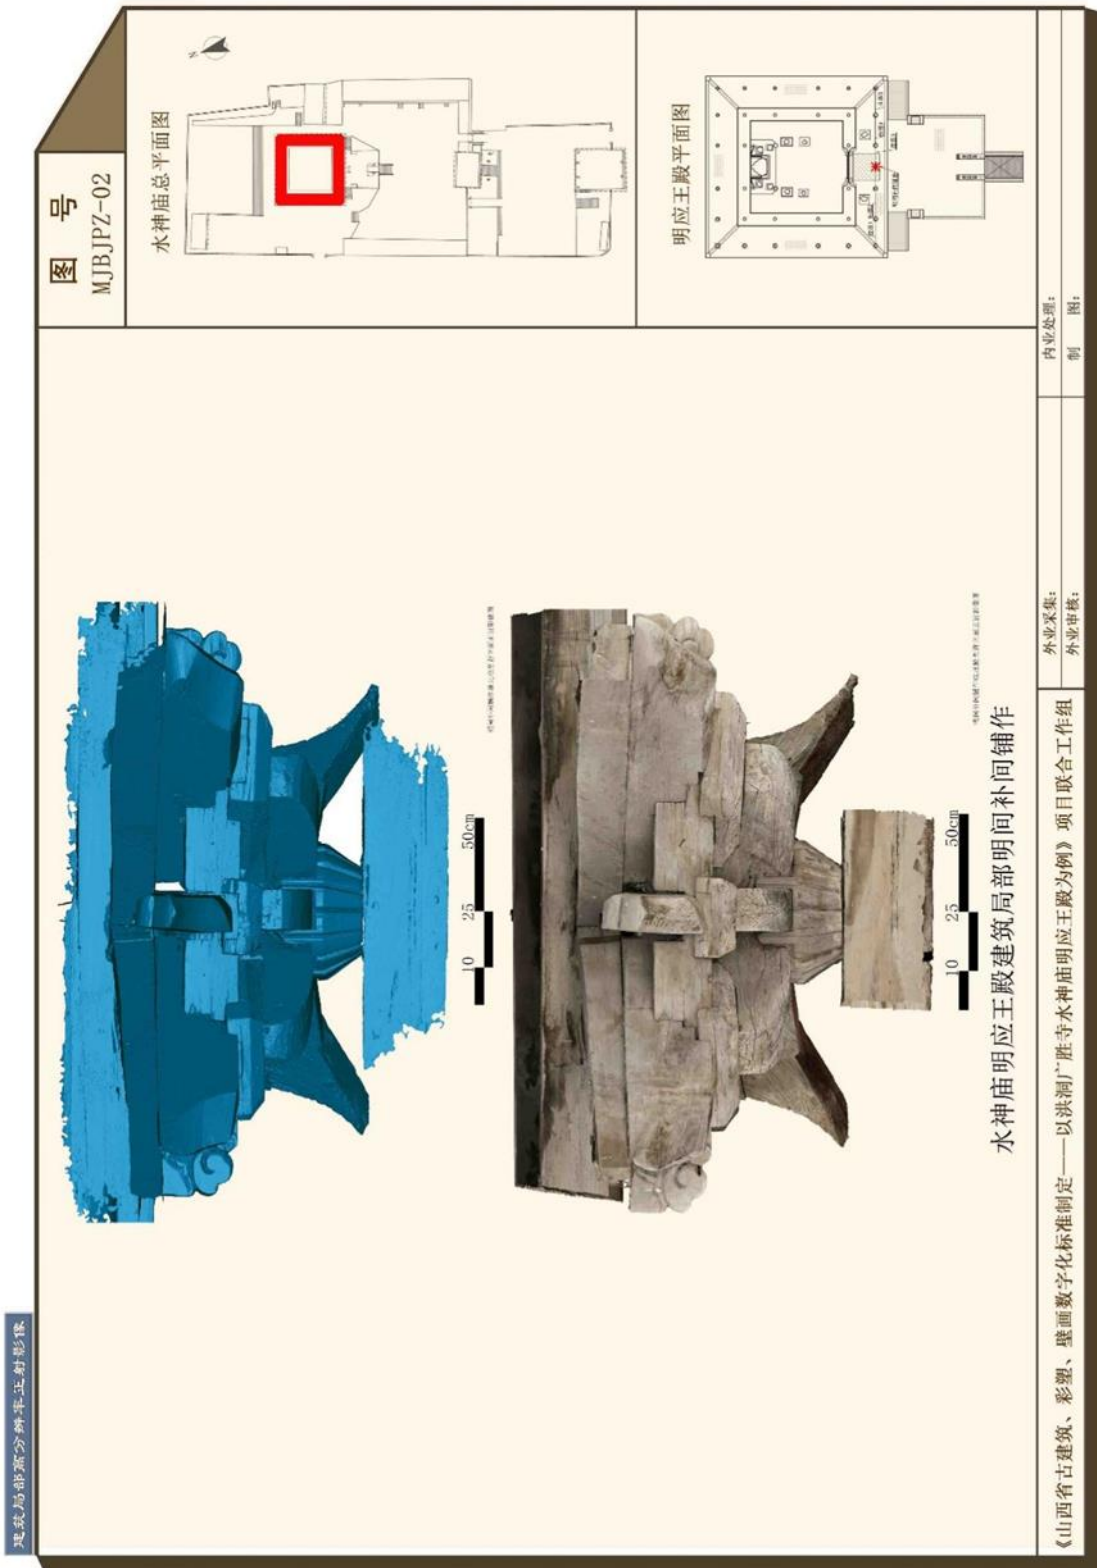 建筑局部高分辨率正射影像
图 号
MJBJPZ-02
水神庙总平面图
N
明应王殿平面图
10 25 50cm
10 25 50cm
水神庙明应王殿建筑局部明间补间铺作
《山西省古建筑、彩塑、壁画数字化标准制定——以洪洞广胜寺水神庙明应王殿为例》项目联合工作组
外业采集：
外业审核：
内业处理：
制 图：